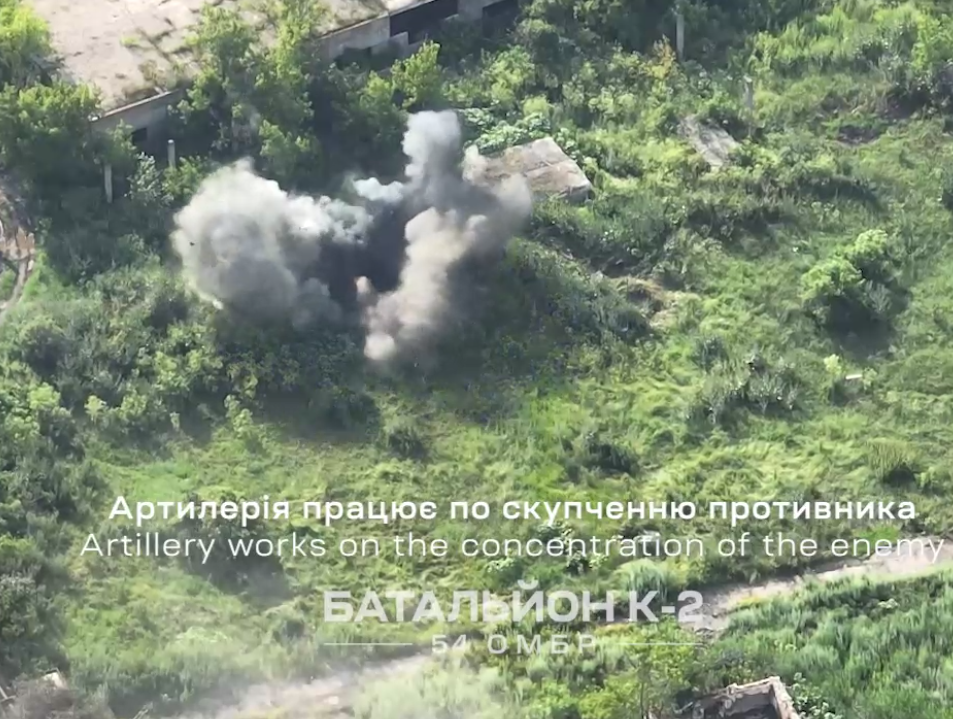 Артилерія працює по скупченню противника
Artillery works on the concentration of the enemy
БАТАЛЬЙОН К-2
54 ОМБР